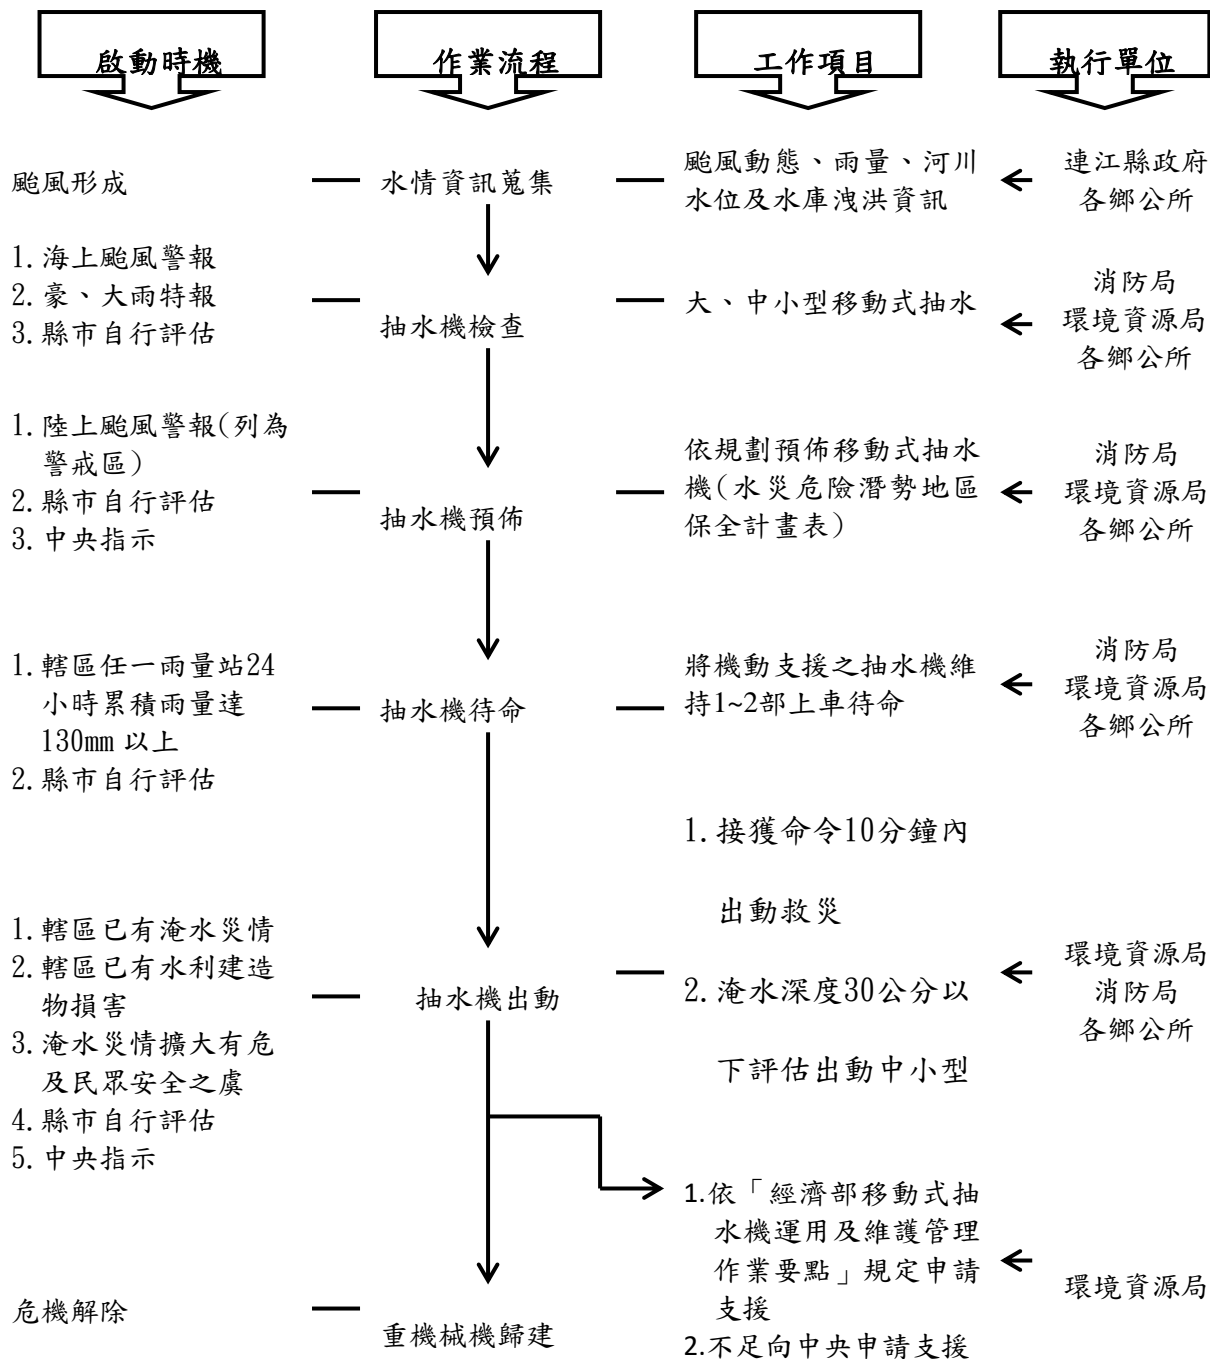 啟動時機
作業流程
工作項目
執行單位
颱風形成
水情資訊蒐集
颱風動態、雨量、河川
水位及水庫洩洪資訊
連江縣政府
各鄉公所
1.海上颱風警報
2.豪、大雨特報
3.縣市自行評估
抽水機檢查
大、中小型移動式抽水
消防局
環境資源局
各鄉公所
1.陸上颱風警報(列為
警戒區)
2.縣市自行評估
3.中央指示
抽水機預佈
依規劃預佈移動式抽水
機(水災危險潛勢地區
保全計畫表)
消防局
環境資源局
各鄉公所
1.轄區任一雨量站24
小時累積雨量達
130mm 以上
2.縣市自行評估
抽水機待命
將機動支援之抽水機維
持1~2部上車待命
消防局
環境資源局
各鄉公所
1.轄區已有淹水災情
2.轄區已有水利建造
物損害
3.淹水災情擴大有危
及民眾安全之虞
4.縣市自行評估
5.中央指示
抽水機出動
1.接獲命令10分鐘內
出動救災
2.淹水深度30公分以
下評估出動中小型
環境資源局
消防局
各鄉公所
1.依「經濟部移動式抽
水機運用及維護管理
作業要點」規定申請
支援
2.不足向中央申請支援
環境資源局
危機解除
重機械機歸建